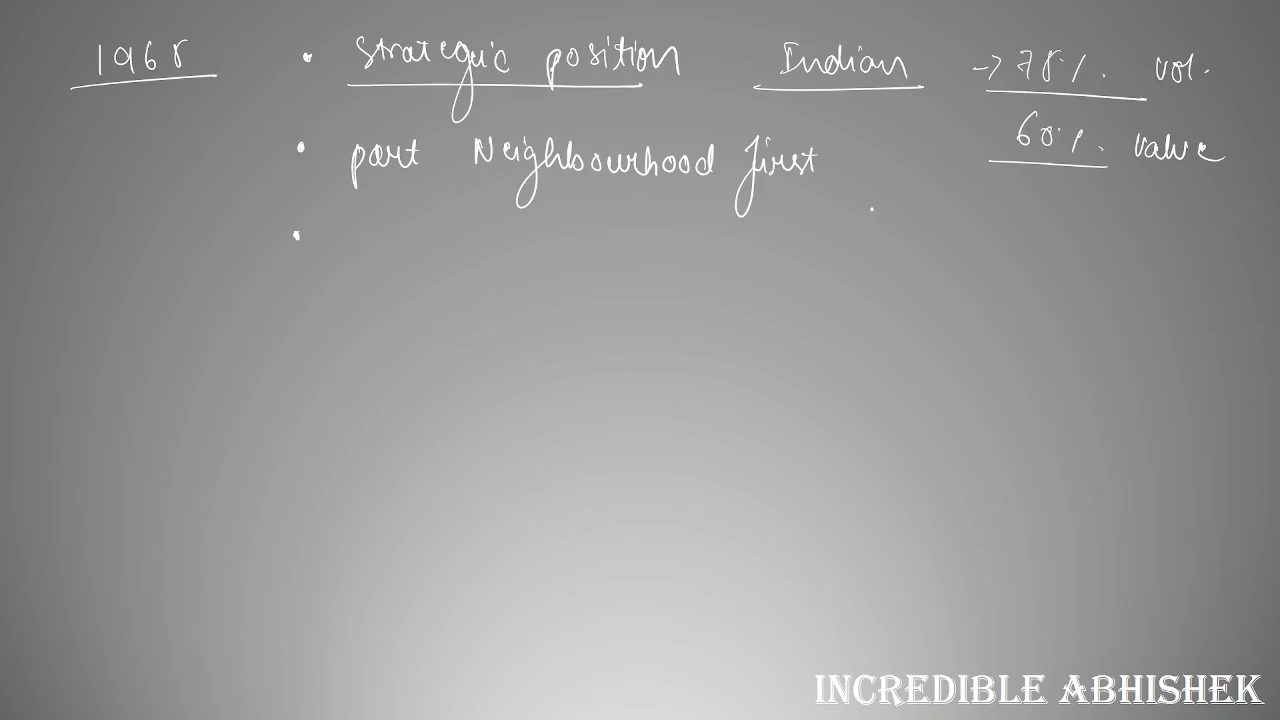 1968 • Strategic position Indian → 78%. vol.
60%. value
• part Neighbourhood first
•
INCREDIBLE ABHISHEK